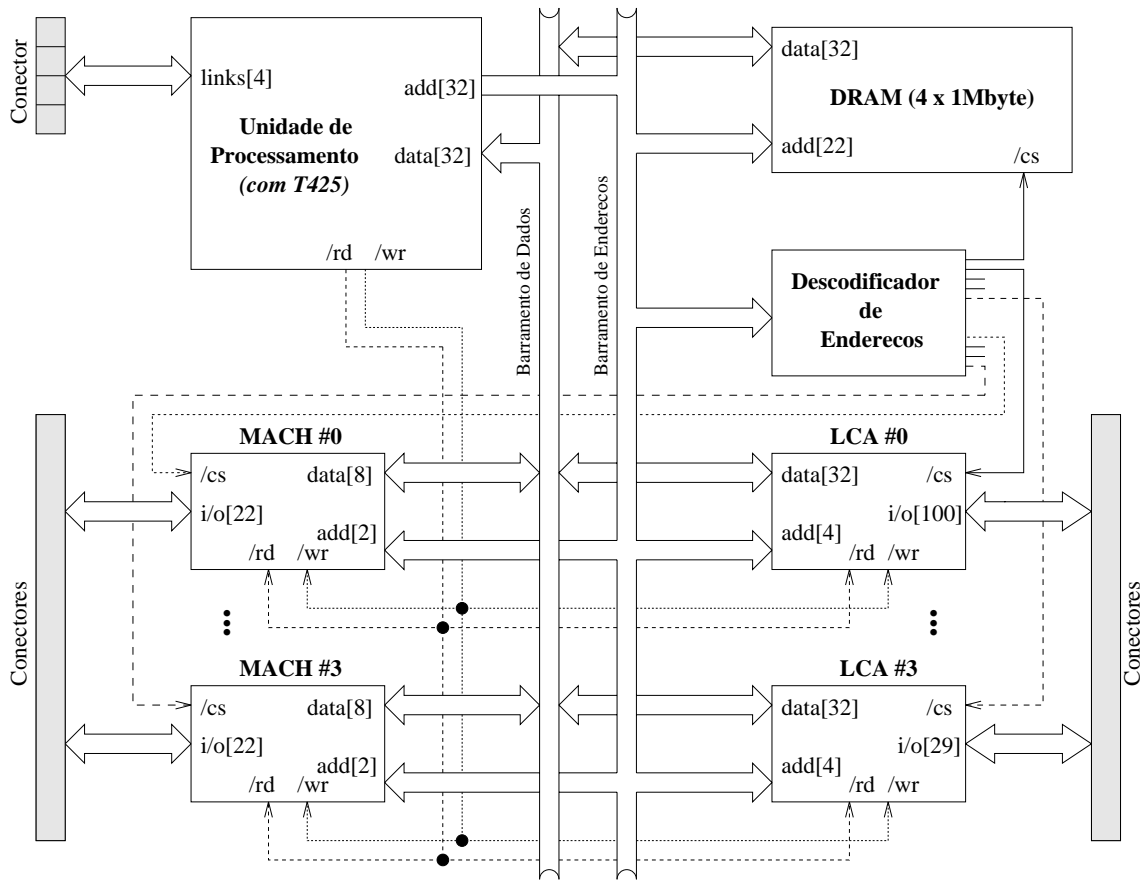 Conector
links[4]
add[32]
Unidade de
Processamento
(com T425)
data[32]
/rd
/wr
Barramento de Dados
Barramento de Enderecos
data[32]
DRAM (4 x 1Mbyte)
add[22]
/cs
Descodificador
de
Enderecos
Conectores
MACH #0
/cs
data[8]
i/o[22]
add[2]
/rd
/wr
MACH #3
/cs
data[8]
i/o[22]
add[2]
/rd
/wr
LCA #0
data[32]
/cs
i/o[100]
add[4]
/rd
/wr
LCA #3
data[32]
/cs
i/o[29]
add[4]
/rd
/wr
Conectores